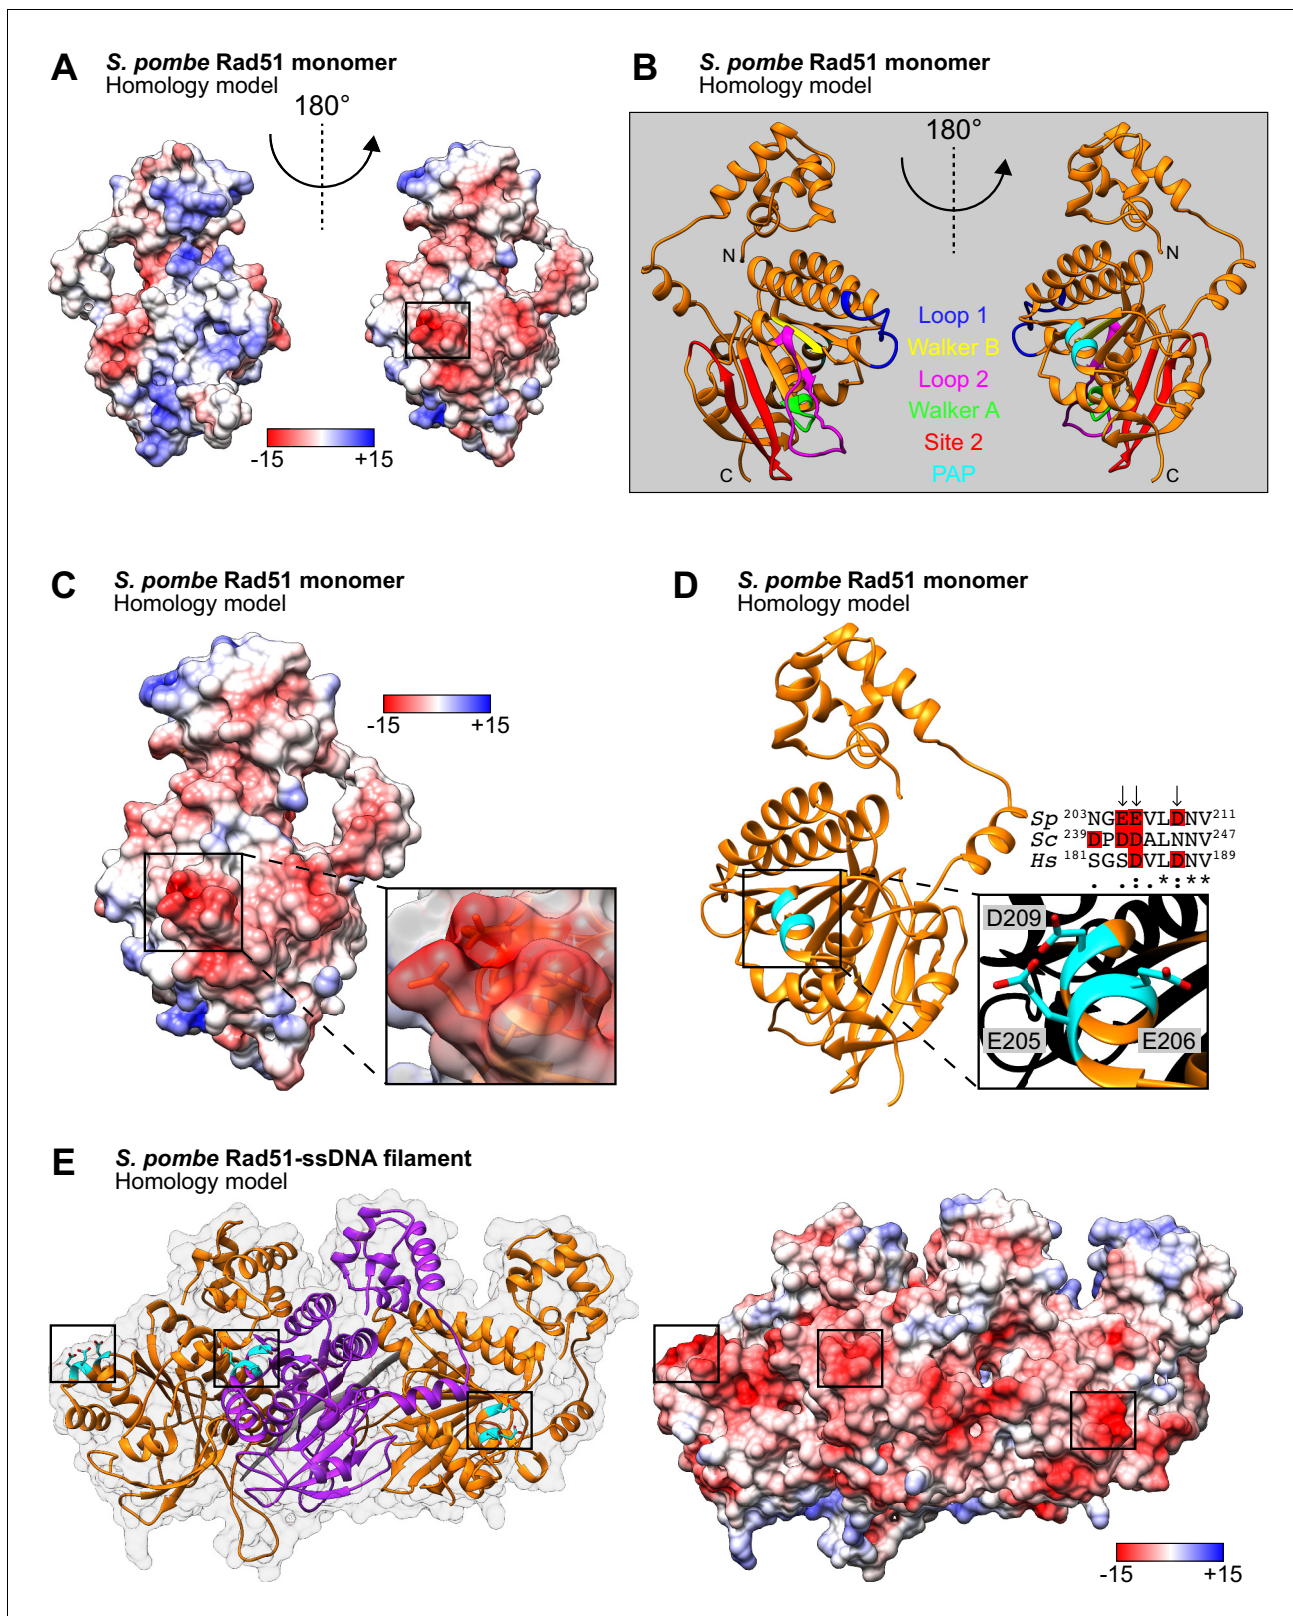 A
S. pombe Rad51 monomer
Homology model
180°
-15 +15
B
S. pombe Rad51 monomer
Homology model
180°
N
N
Loop 1
Walker B
Loop 2
Walker A
Site 2
PAP
C
C
C
S. pombe Rad51 monomer
Homology model
-15 +15
D
S. pombe Rad51 monomer
Homology model
Sp 203NGEEVLDNV211
Sc 239DPDDALNNV247
Hs 181SGSDVLDNV189
. .:.*:**
D209
E205
E206
E
S. pombe Rad51-ssDNA filament
Homology model
-15 +15